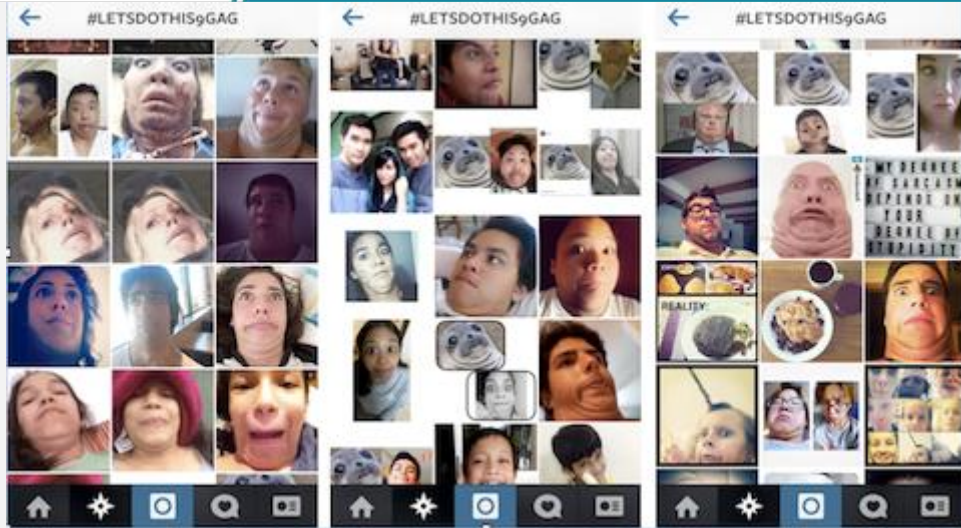 #LETSDOTHIS9GAG
#LETSDOTHIS9GAG
#LETSDOTHIS9GAG
MY DEGREE
OF SARCASM
DEPENDS ON
YOUR
DEGREE OF
STUPIDITY
REALITY: